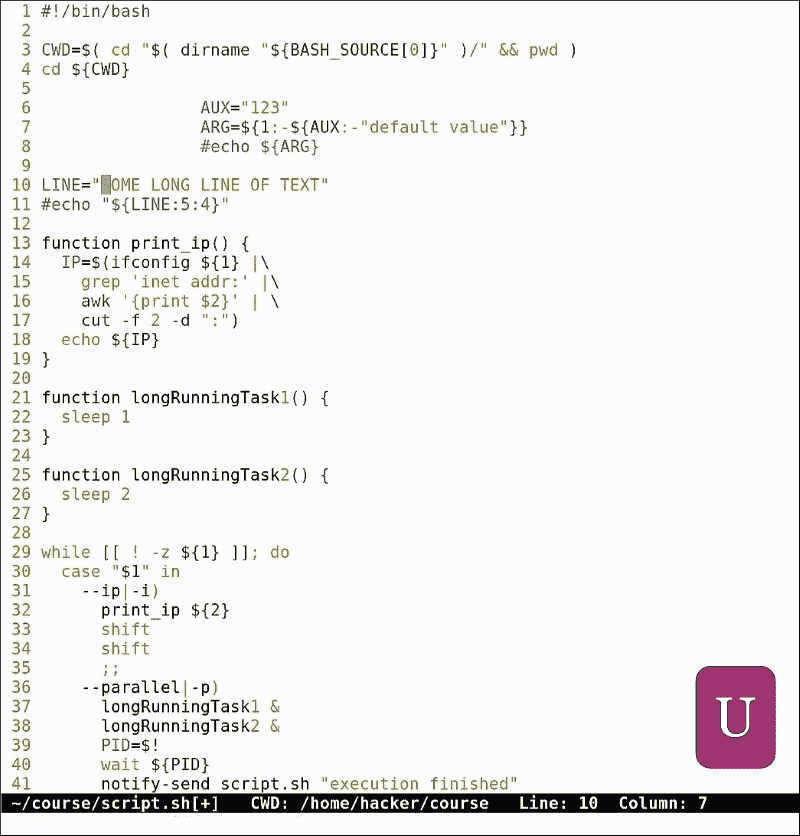 1 #!/bin/bash
2
3 CWD=$( cd "$( dirname "${BASH_SOURCE[0]}" )/" && pwd )
4 cd ${CWD}
5
6                 AUX="123"
7                 ARG=${1:-${AUX:-"default value"}}
8                 #echo ${ARG}
9
10 LINE="SOME LONG LINE OF TEXT"
11 #echo "${LINE:5:4}"
12
13 function print_ip() {
14   IP=$(ifconfig ${1} |\
15     grep 'inet addr:' |\
16     awk '{print $2}' | \
17     cut -f 2 -d ":")
18   echo ${IP}
19 }
20
21 function longRunningTask1() {
22   sleep 1
23 }
24
25 function longRunningTask2() {
26   sleep 2
27 }
28
29 while [[ ! -z ${1} ]]; do
30   case "$1" in
31     --ip|-i)
32       print_ip ${2}
33       shift
34       shift
35       ;;
36     --parallel|-p)
37       longRunningTask1 &
38       longRunningTask2 &
39       PID=$!
40       wait ${PID}
41       notify-send script.sh "execution finished"
U
~/course/script.sh[+]   CWD: /home/hacker/course   Line: 10  Column: 7